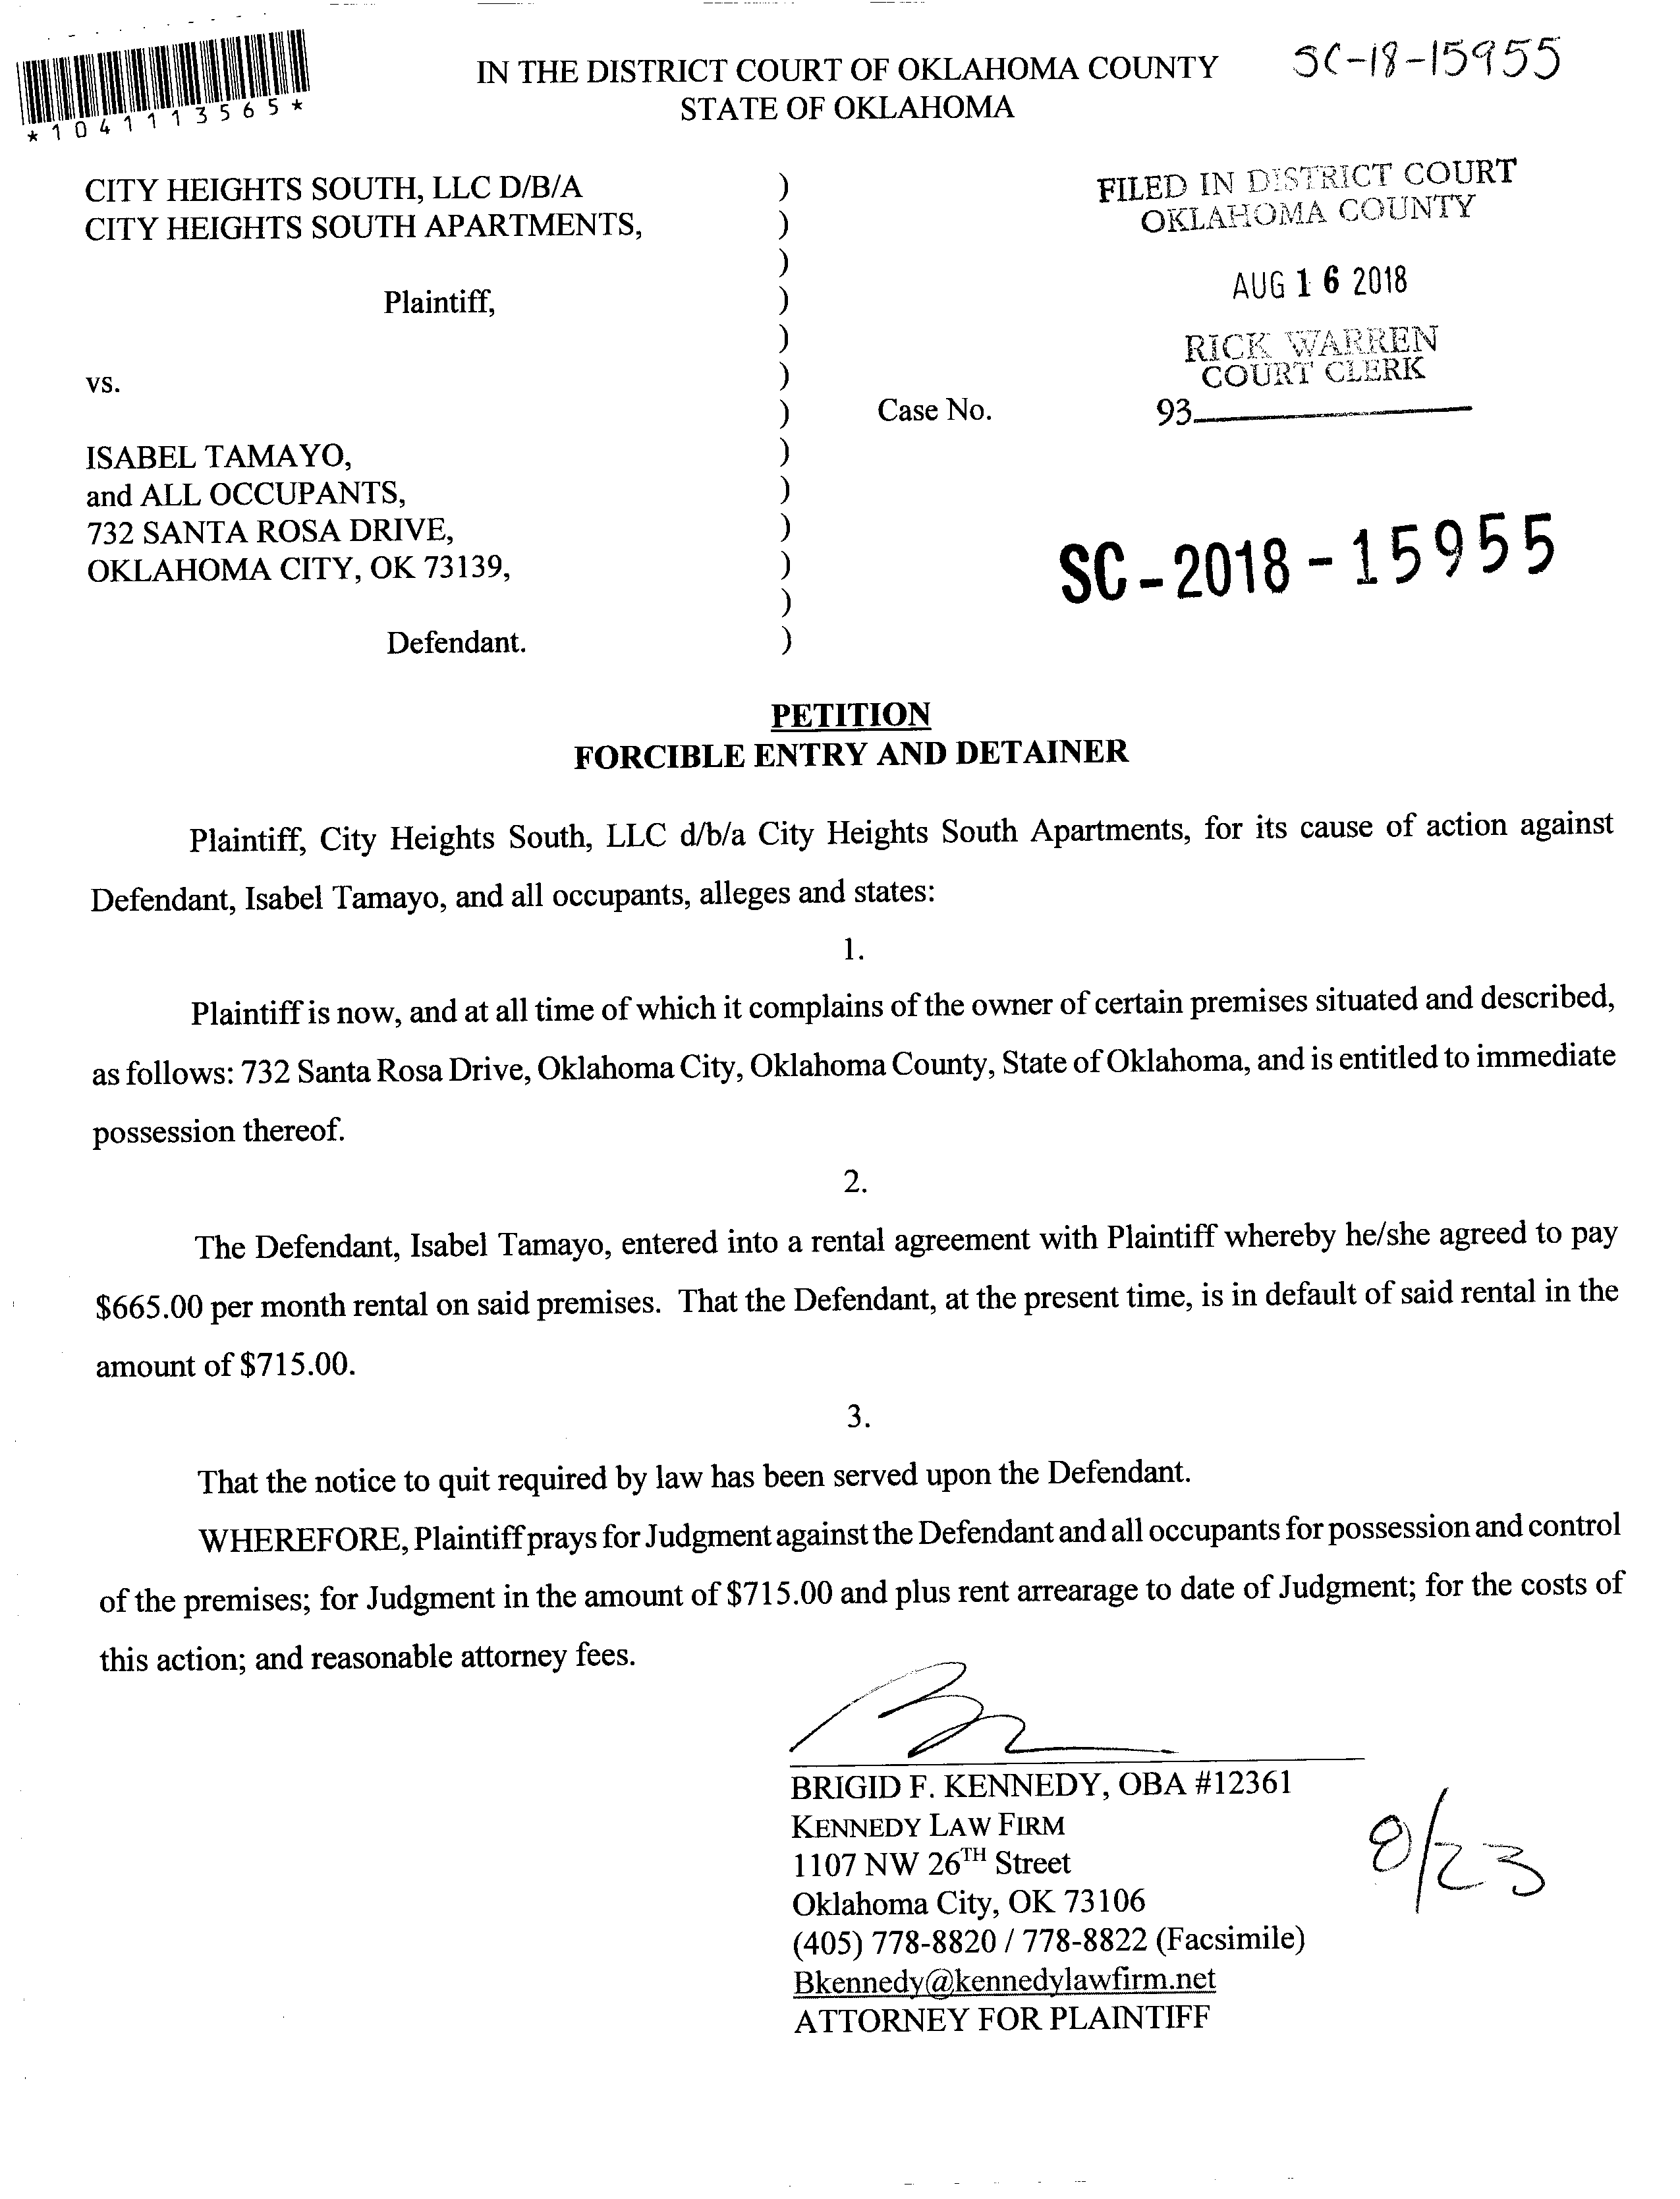 IN THE DISTRICT COURT OF OKLAHOMA COUNTY SC-18-15955
STATE OF OKLAHOMA
*1041113565*
CITY HEIGHTS SOUTH, LLC D/B/A )
CITY HEIGHTS SOUTH APARTMENTS, )
)
Plaintiff, )
)
vs. )
)
ISABEL TAMAYO, )
and ALL OCCUPANTS, )
732 SANTA ROSA DRIVE, )
OKLAHOMA CITY, OK 73139, )
)
Defendant. )
FILED IN DISTRICT COURT
OKLAHOMA COUNTY
AUG 16 2018
RICK WARREN
COURT CLERK
Case No. 93
SC-2018-15955
PETITION
FORCIBLE ENTRY AND DETAINER
Plaintiff, City Heights South, LLC d/b/a City Heights South Apartments, for its cause of action against
Defendant, Isabel Tamayo, and all occupants, alleges and states:
1.
Plaintiff is now, and at all time of which it complains of the owner of certain premises situated and described,
as follows: 732 Santa Rosa Drive, Oklahoma City, Oklahoma County, State of Oklahoma, and is entitled to immediate
possession thereof.
2.
The Defendant, Isabel Tamayo, entered into a rental agreement with Plaintiff whereby he/she agreed to pay
$665.00 per month rental on said premises. That the Defendant, at the present time, is in default of said rental in the
amount of $715.00.
3.
That the notice to quit required by law has been served upon the Defendant.
WHEREFORE, Plaintiff prays for Judgment against the Defendant and all occupants for possession and control
of the premises; for Judgment in the amount of $715.00 and plus rent arrearage to date of Judgment; for the costs of
this action; and reasonable attorney fees.
BRIGID F. KENNEDY, OBA #12361
KENNEDY LAW FIRM
1107 NW 26TH Street
Oklahoma City, OK 73106
(405) 778-8820 / 778-8822 (Facsimile)
Bkennedy@kennedylawfirm.net
ATTORNEY FOR PLAINTIFF
8/23